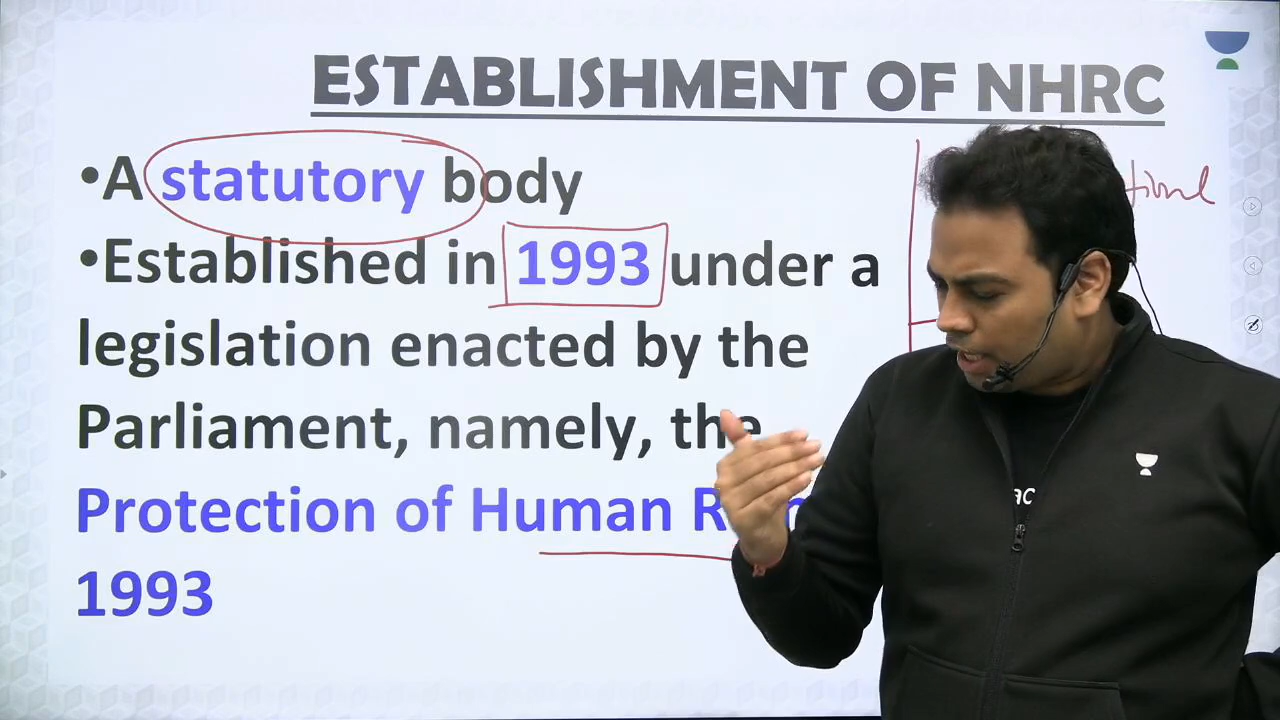 ESTABLISHMENT OF NHRC
•A statutory body
•Established in 1993 under a
legislation enacted by the
Parliament, namely, the
Protection of Human
1993